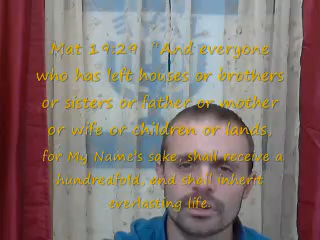 Mat 19:29 "And everyone
who has left houses or brothers
or sisters or father or mother
or wife or children or lands,
for My Name's sake, shall receive a
hundredfold, and shall inherit
everlasting life.